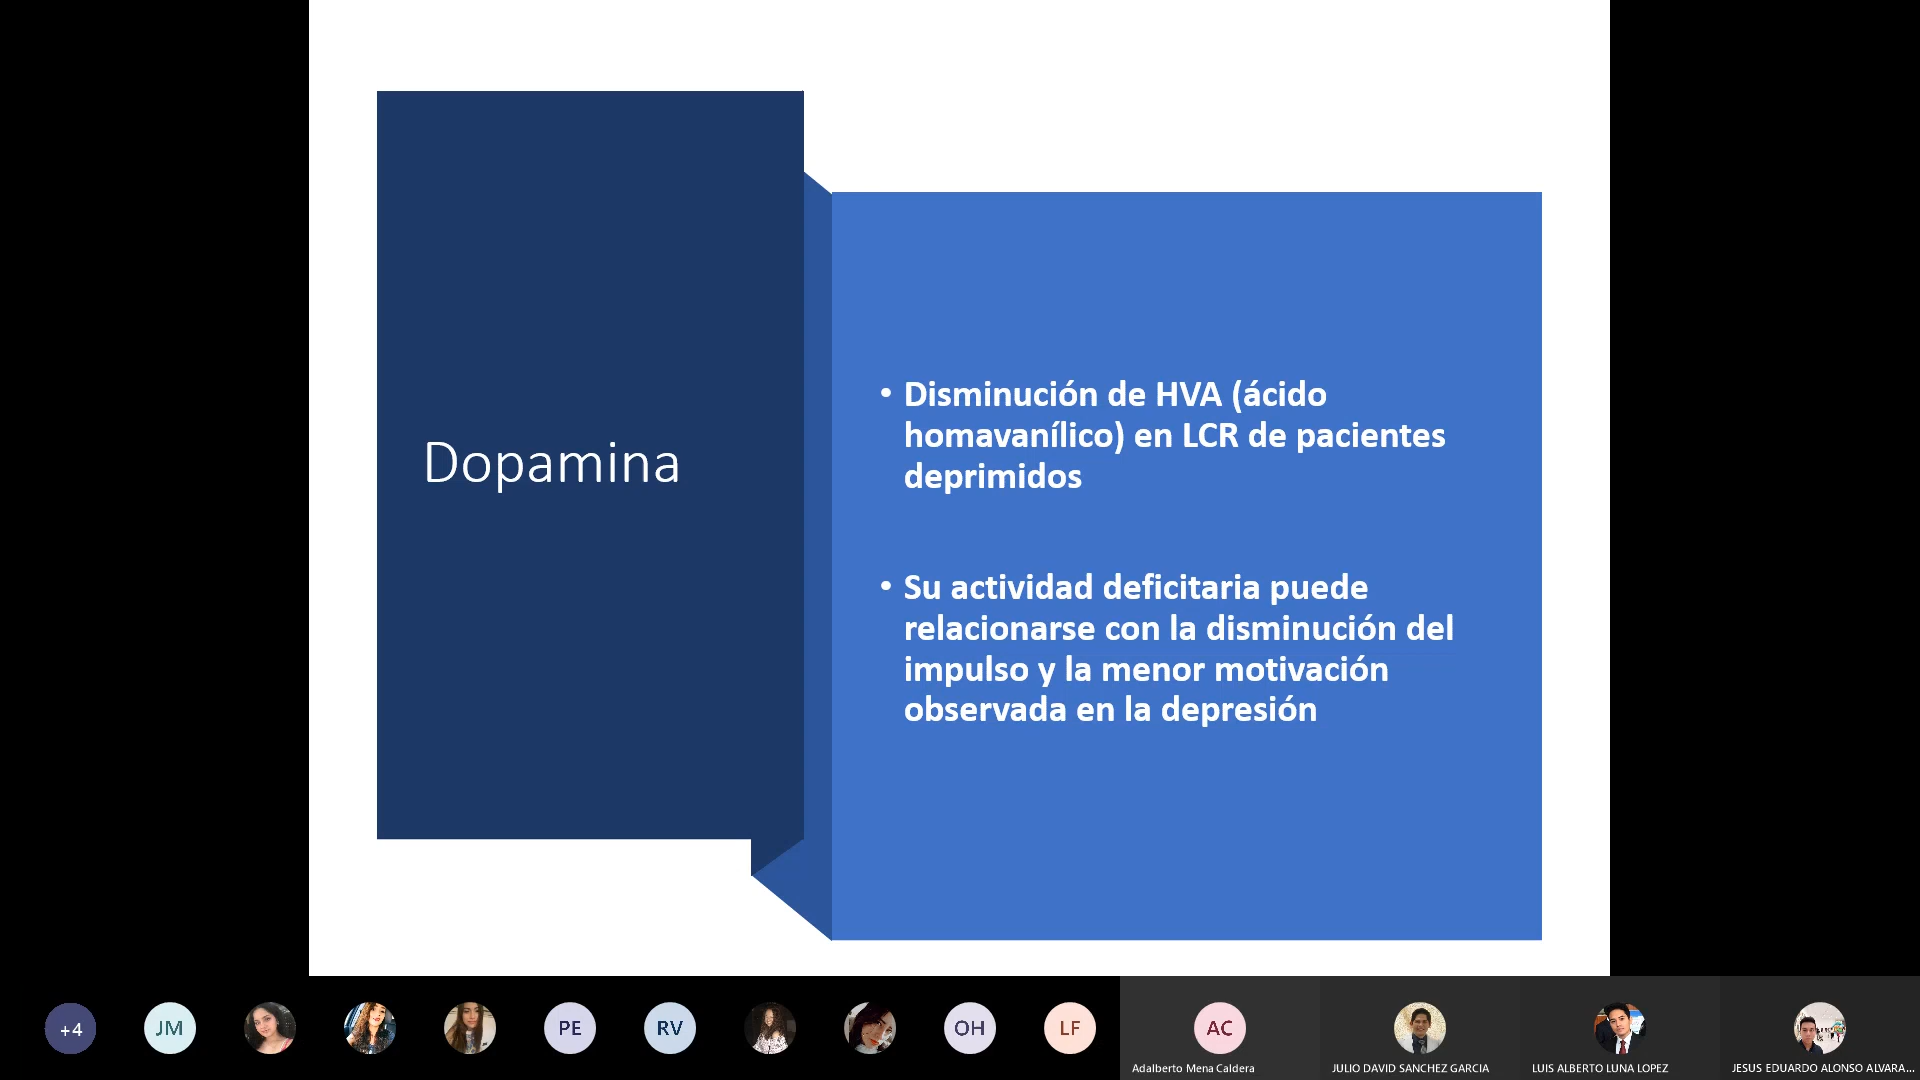 Dopamina
• Disminución de HVA (ácido
homavanílico) en LCR de pacientes
deprimidos
• Su actividad deficitaria puede
relacionarse con la disminución del
impulso y la menor motivación
observada en la depresión
+4
JM
PE
RV
OH
LF
AC
Adalberto Mena Caldera
JULIO DAVID SANCHEZ GARCIA
LUIS ALBERTO LUNA LOPEZ
JESUS EDUARDO ALONSO ALVARA...